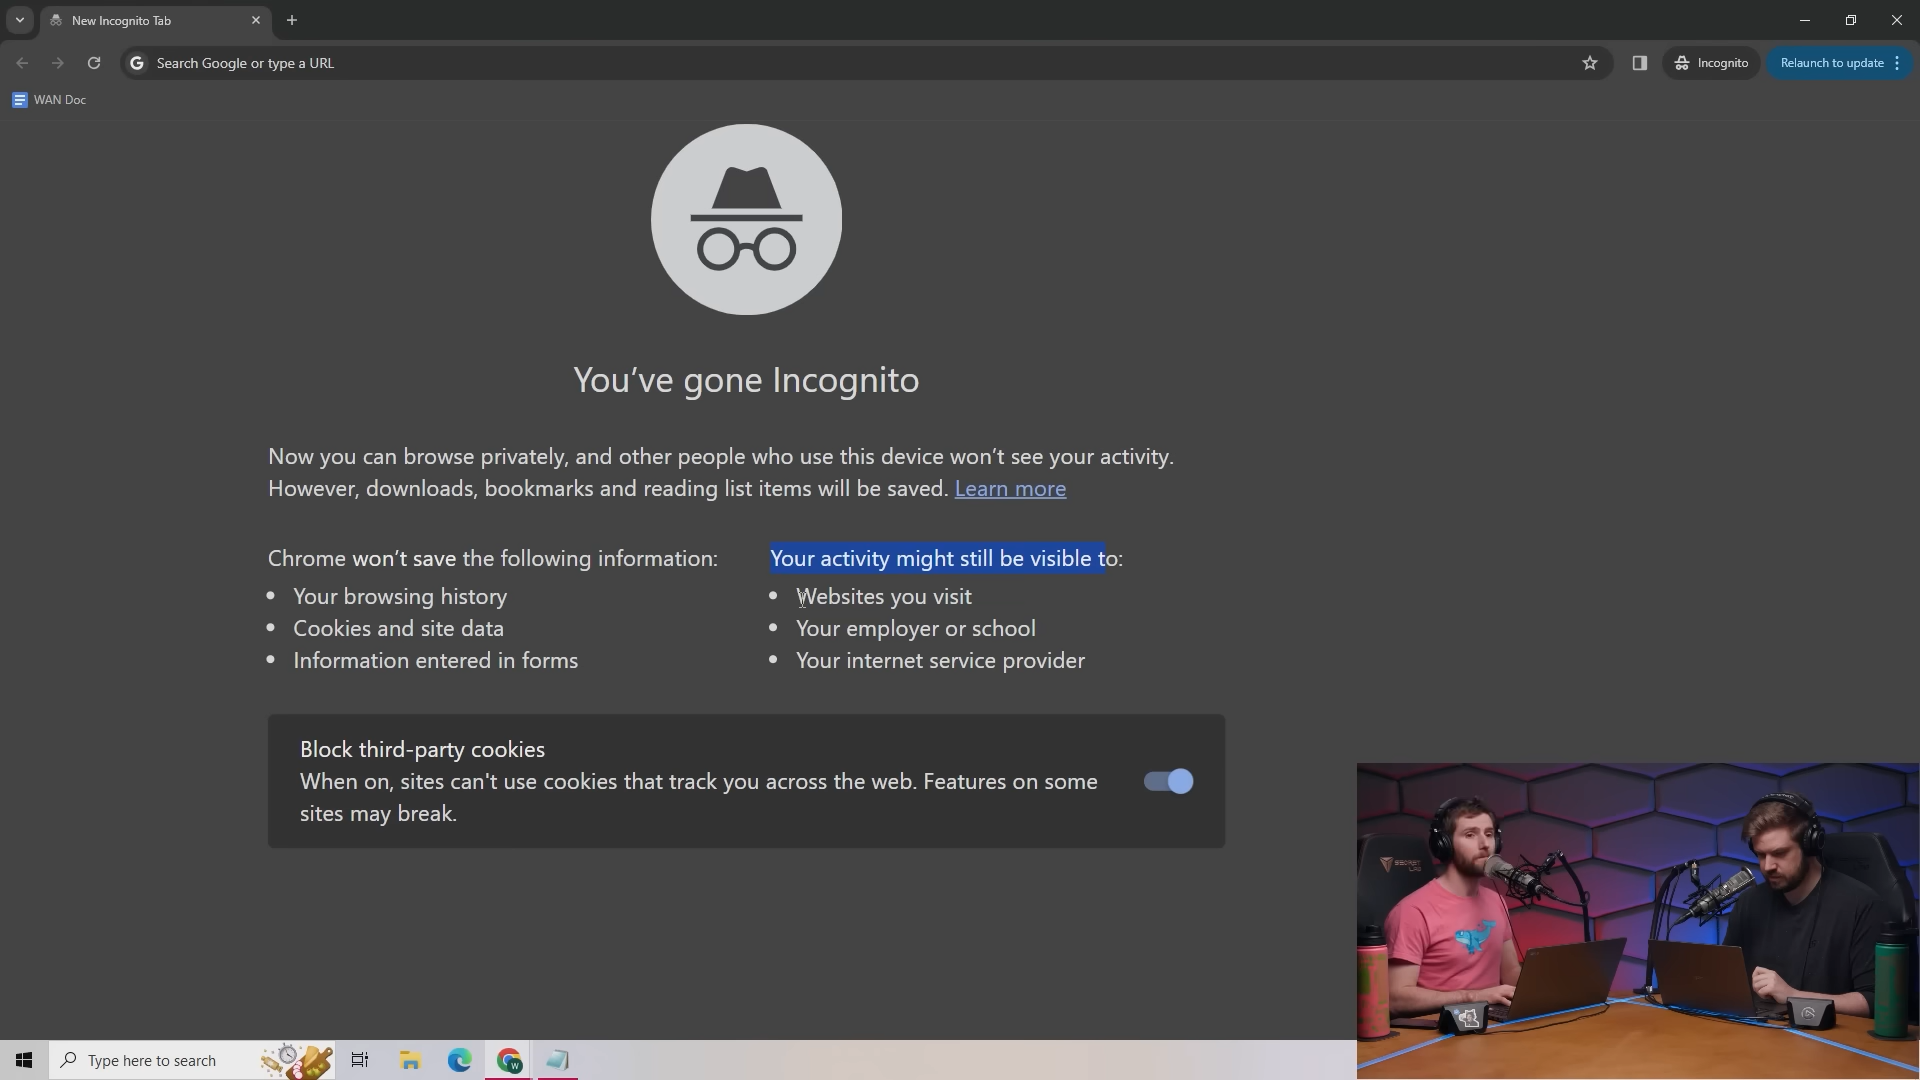 New Incognito Tab
Search Google or type a URL
Incognito
Relaunch to update
WAN Doc
You've gone Incognito
Now you can browse privately, and other people who use this device won't see your activity.
However, downloads, bookmarks and reading list items will be saved. Learn more
Chrome won't save the following information:
Your browsing history
Cookies and site data
Information entered in forms
Your activity might still be visible to:
Websites you visit
Your employer or school
Your internet service provider
Block third-party cookies
When on, sites can't use cookies that track you across the web. Features on some
sites may break.
Type here to search